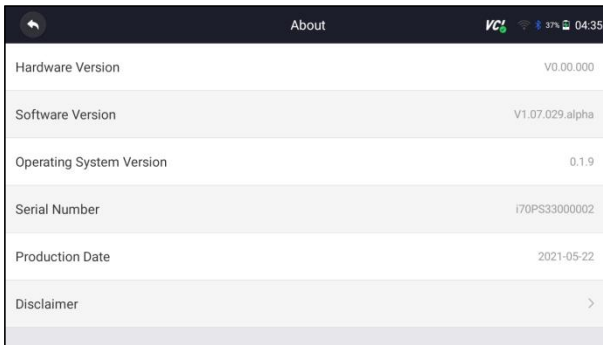 About VCI 37% 04:35
Hardware Version V0.00.000
Software Version V1.07.029.alpha
Operating System Version 0.1.9
Serial Number i70PS33000002
Production Date 2021-05-22
Disclaimer